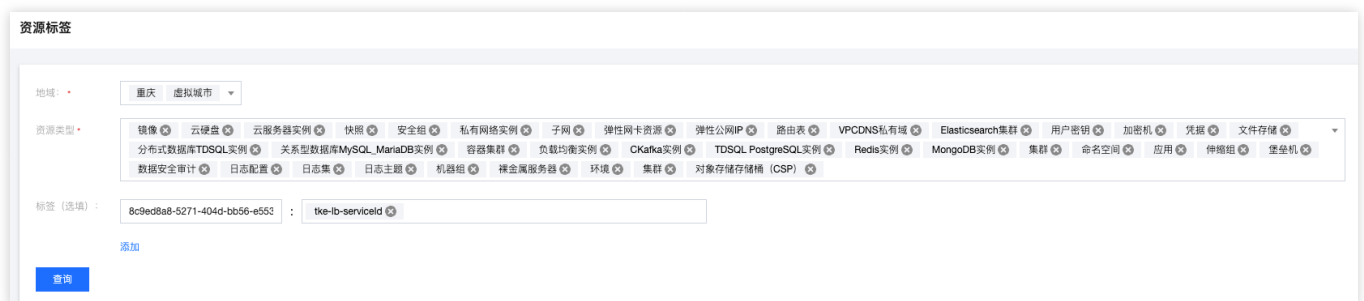 资源标签
地域: * 重庆 虚拟城市
资源类型 * 镜像 云硬盘 云服务器实例 快照 安全组 私有网络实例 子网 弹性网卡资源 弹性公网IP 路由表 VPCDNS私有域 Elasticsearch集群 用户密钥 加密机 凭据 文件存储
分布式数据库TDSQL实例 关系型数据库MySQL_MariaDB实例 容器集群 负载均衡实例 CKafka实例 TDSQL PostgreSQL实例 Redis实例 MongoDB实例 集群 命名空间 应用 伸缩组 堡垒机
数据安全审计 日志配置 日志集 日志主题 机器组 裸金属服务器 环境 集群 对象存储存储桶（CSP）
标签（选填）: 8c9ed8a8-5271-404d-bb56-e553 : tke-lb-serviceId
添加
查询